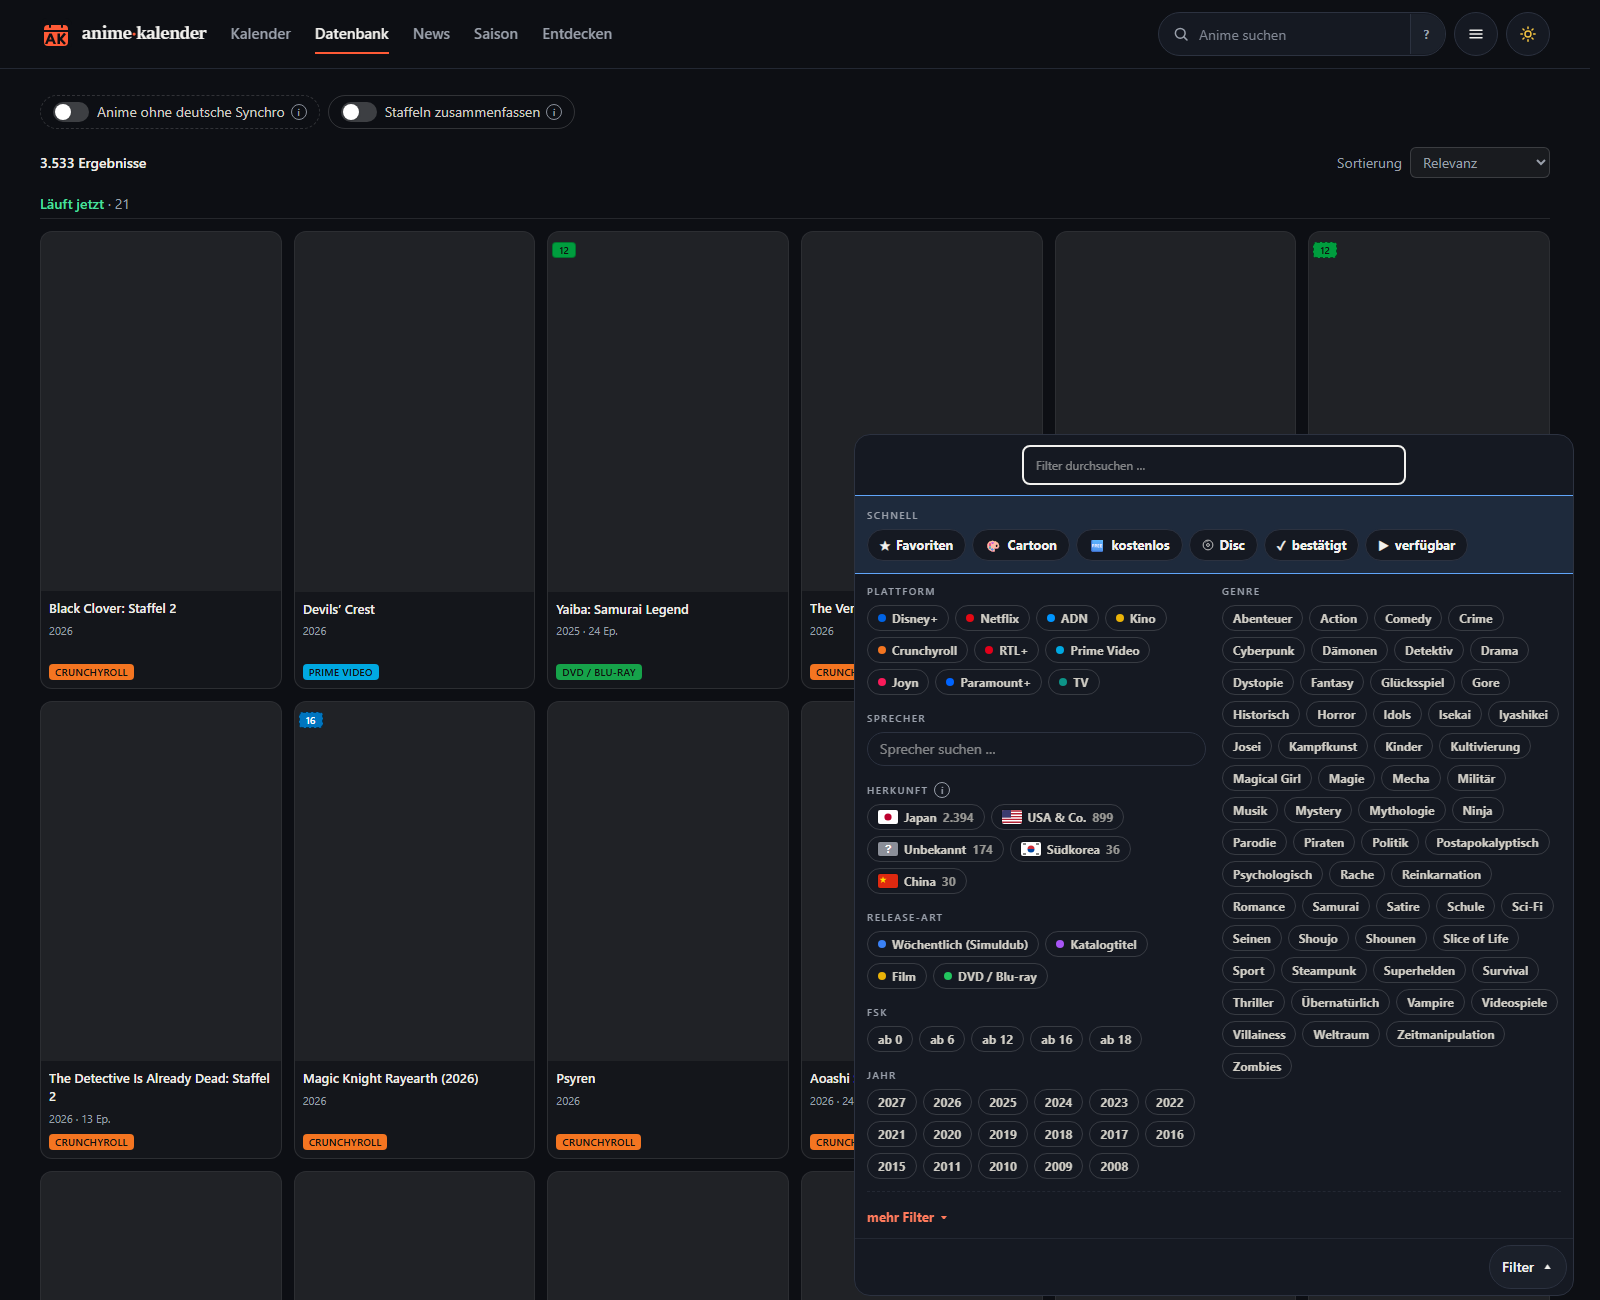 AK anime·kalender Kalender Datenbank News Saison Entdecken Anime suchen ?
Anime ohne deutsche Synchro i Staffeln zusammenfassen i
3.533 Ergebnisse Sortierung Relevanz
Läuft jetzt · 21
12
12
Black Clover: Staffel 2
2026
CRUNCHYROLL
Devils' Crest
2026
PRIME VIDEO
Yaiba: Samurai Legend
2025 · 24 Ep.
DVD / BLU-RAY
The Ver
2026
CRUNCH
The Detective Is Already Dead: Staffel
2
2026 · 13 Ep.
CRUNCHYROLL
16
Magic Knight Rayearth (2026)
2026
CRUNCHYROLL
Psyren
2026
CRUNCHYROLL
Aoashi
2026 · 24
CRUNCH
Filter durchsuchen ...
SCHNELL
★ Favoriten Cartoon FREE kostenlos Disc ✓ bestätigt ▶ verfügbar
PLATTFORM
Disney+ Netflix ADN Kino
Crunchyroll RTL+ Prime Video
Joyn Paramount+ TV
SPRECHER
Sprecher suchen ...
HERKUNFT i
Japan 2.394 USA & Co. 899
? Unbekannt 174 Südkorea 36
China 30
RELEASE-ART
Wöchentlich (Simuldub) Katalogtitel
Film DVD / Blu-ray
FSK
ab 0 ab 6 ab 12 ab 16 ab 18
JAHR
2027 2026 2025 2024 2023 2022
2021 2020 2019 2018 2017 2016
2015 2011 2010 2009 2008
GENRE
Abenteuer Action Comedy Crime
Cyberpunk Dämonen Detektiv Drama
Dystopie Fantasy Glücksspiel Gore
Historisch Horror Idols Isekai Iyashikei
Josei Kampfkunst Kinder Kultivierung
Magical Girl Magie Mecha Militär
Musik Mystery Mythologie Ninja
Parodie Piraten Politik Postapokalyptisch
Psychologisch Rache Reinkarnation
Romance Samurai Satire Schule Sci-Fi
Seinen Shoujo Shounen Slice of Life
Sport Steampunk Superhelden Survival
Thriller Übernatürlich Vampire Videospiele
Villainess Weltraum Zeitmanipulation
Zombies
mehr Filter
Filter